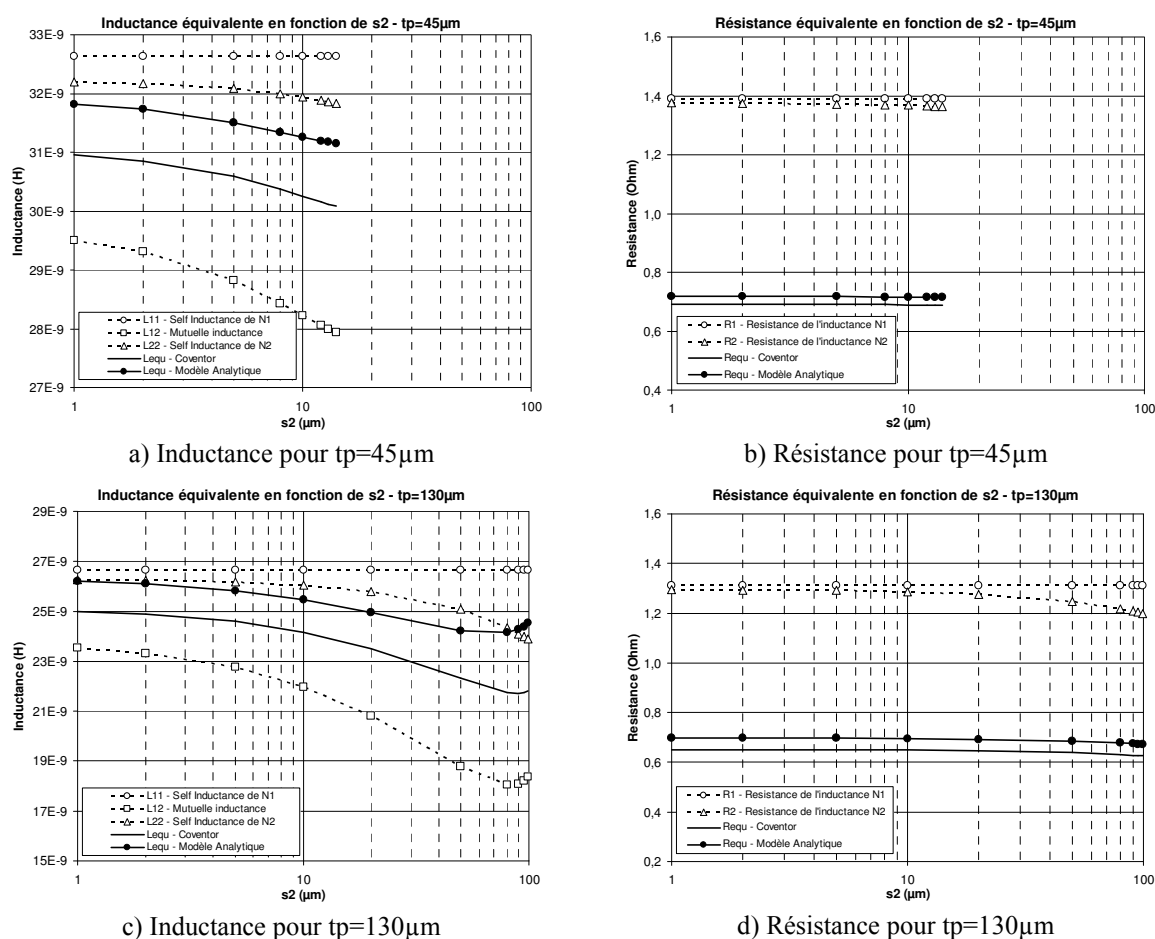 Inductance équivalente en fonction de s2 - tp=45µm
33E-9
32E-9
31E-9
30E-9
29E-9
28E-9
27E-9
Inductance (H)
L11 - Self Inductance de N1
L12 - Mutuelle inductance
L22 - Self Inductance de N2
Lequ - Coventor
Lequ - Modèle Analytique
1
10
100
s2 (µm)
a) Inductance pour tp=45µm
Résistance équivalente en fonction de s2 - tp=45µm
1,6
1,4
1,2
1,0
0,8
0,6
0,4
Resistance (Ohm)
R1 - Resistance de l'inductance N1
R2 - Resistance de l'inductance N2
Requ - Coventor
Requ - Modèle Analytique
1
10
100
s2 (µm)
b) Résistance pour tp=45µm
Inductance équivalente en fonction de s2 - tp=130µm
29E-9
27E-9
25E-9
23E-9
21E-9
19E-9
17E-9
15E-9
Inductance (H)
L11 - Self Inductance de N1
L12 - Mutuelle inductance
L22 - Self Inductance de N2
Lequ - Coventor
Lequ - Modèle Analytique
1
10
100
s2 (µm)
c) Inductance pour tp=130µm
Résistance équivalente en fonction de s2 - tp=130µm
1,6
1,4
1,2
1,0
0,8
0,6
0,4
0,2
Resistance (Ohm)
R1 - Resistance de l'inductance N1
R2 - Resistance de l'inductance N2
Requ - Coventor
Requ - Modèle Analytique
1
10
100
s2 (µm)
d) Résistance pour tp=130µm